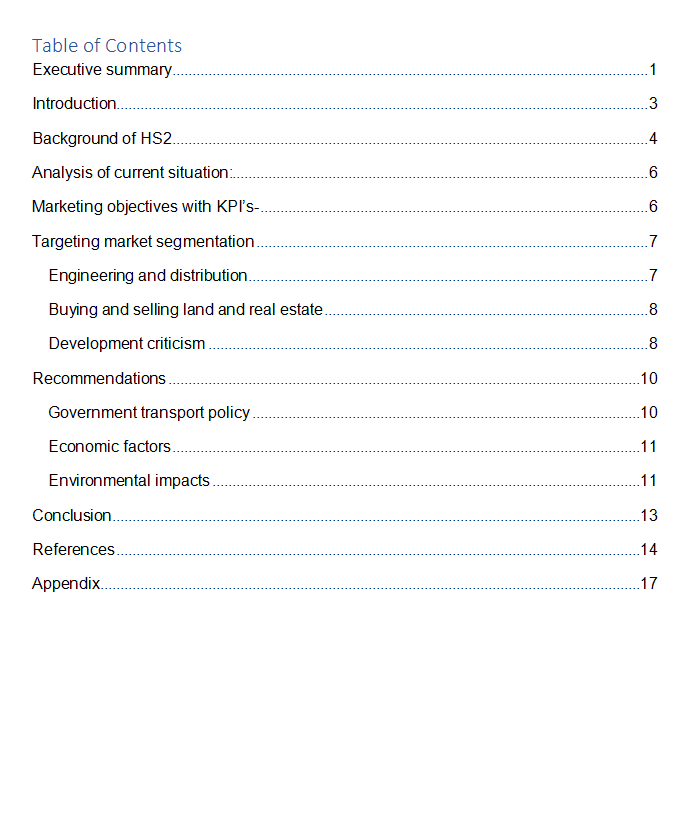 Table of Contents
Executive summary....................1
Introduction....................3
Background of HS2....................4
Analysis of current situation:....................6
Marketing objectives with KPI’s-....................6
Targeting market segmentation....................7
Engineering and distribution....................7
Buying and selling land and real estate....................8
Development criticism....................8
Recommendations....................10
Government transport policy....................10
Economic factors....................11
Environmental impacts....................11
Conclusion....................13
References....................14
Appendix....................17